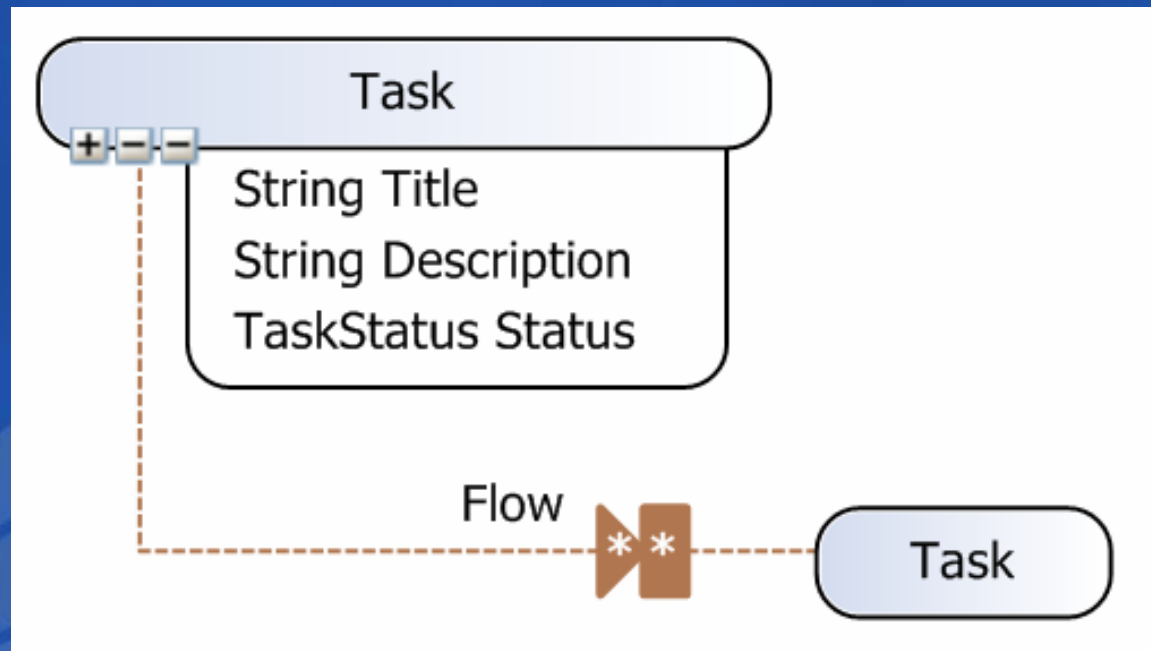 Task
String Title
String Description
TaskStatus Status
Flow
* *
Task